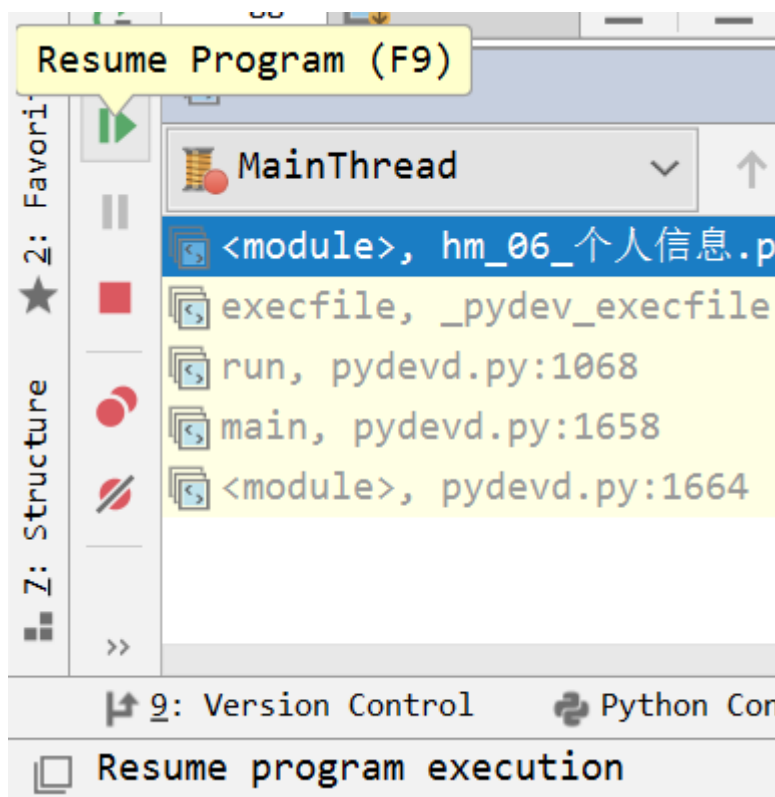 Resume Program (F9)
2: Favori
MainThread
<module>, hm_06_个人信息.p
execfile, _pydev_execfile
run, pydevd.py:1068
main, pydevd.py:1658
<module>, pydevd.py:1664
7: Structure
9: Version Control
Python Con
Resume program execution